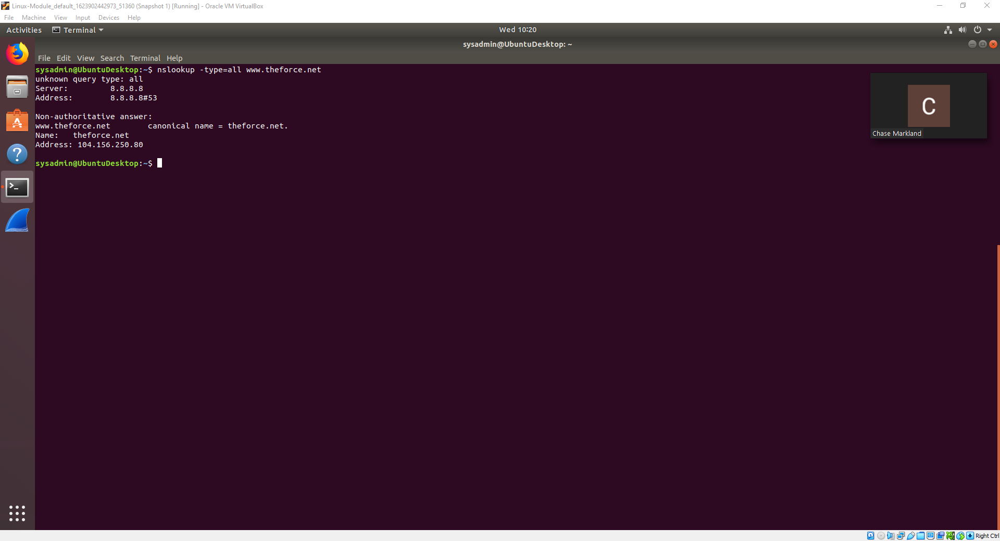 Linux-Module_default_1623902442973_51360 (Snapshot 1) [Running] - Oracle VM VirtualBox
File Machine View Input Devices Help
Activities Terminal Wed 10:20
sysadmin@UbuntuDesktop: ~
File Edit View Search Terminal Help
sysadmin@UbuntuDesktop:~$ nslookup -type=all www.theforce.net
unknown query type: all
Server: 8.8.8.8
Address: 8.8.8.8#53
Non-authoritative answer:
www.theforce.net canonical name = theforce.net.
Name: theforce.net
Address: 104.156.250.80
sysadmin@UbuntuDesktop:~$
C
Chase Markland
Right Ctrl